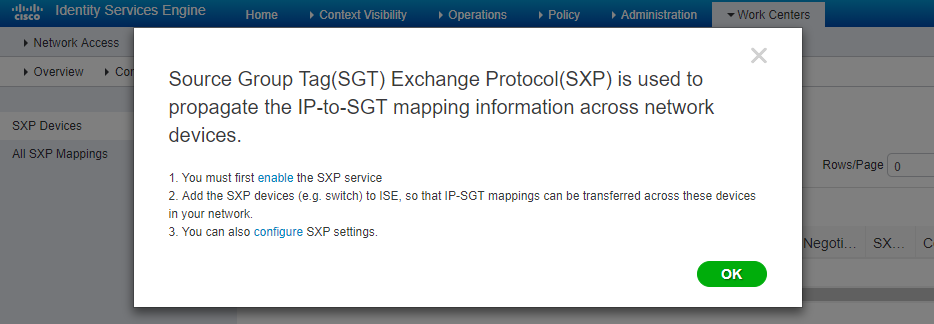 CISCO
Identity Services Engine
Home
Context Visibility
Operations
Policy
Administration
Work Centers
Network Access
Overview
SXP Devices
All SXP Mappings
Source Group Tag(SGT) Exchange Protocol(SXP) is used to
propagate the IP-to-SGT mapping information across network
devices.
1. You must first enable the SXP service
2. Add the SXP devices (e.g. switch) to ISE, so that IP-SGT mappings can be transferred across these devices
in your network.
3. You can also configure SXP settings.
OK
Rows/Page 0
Negoti... SX...